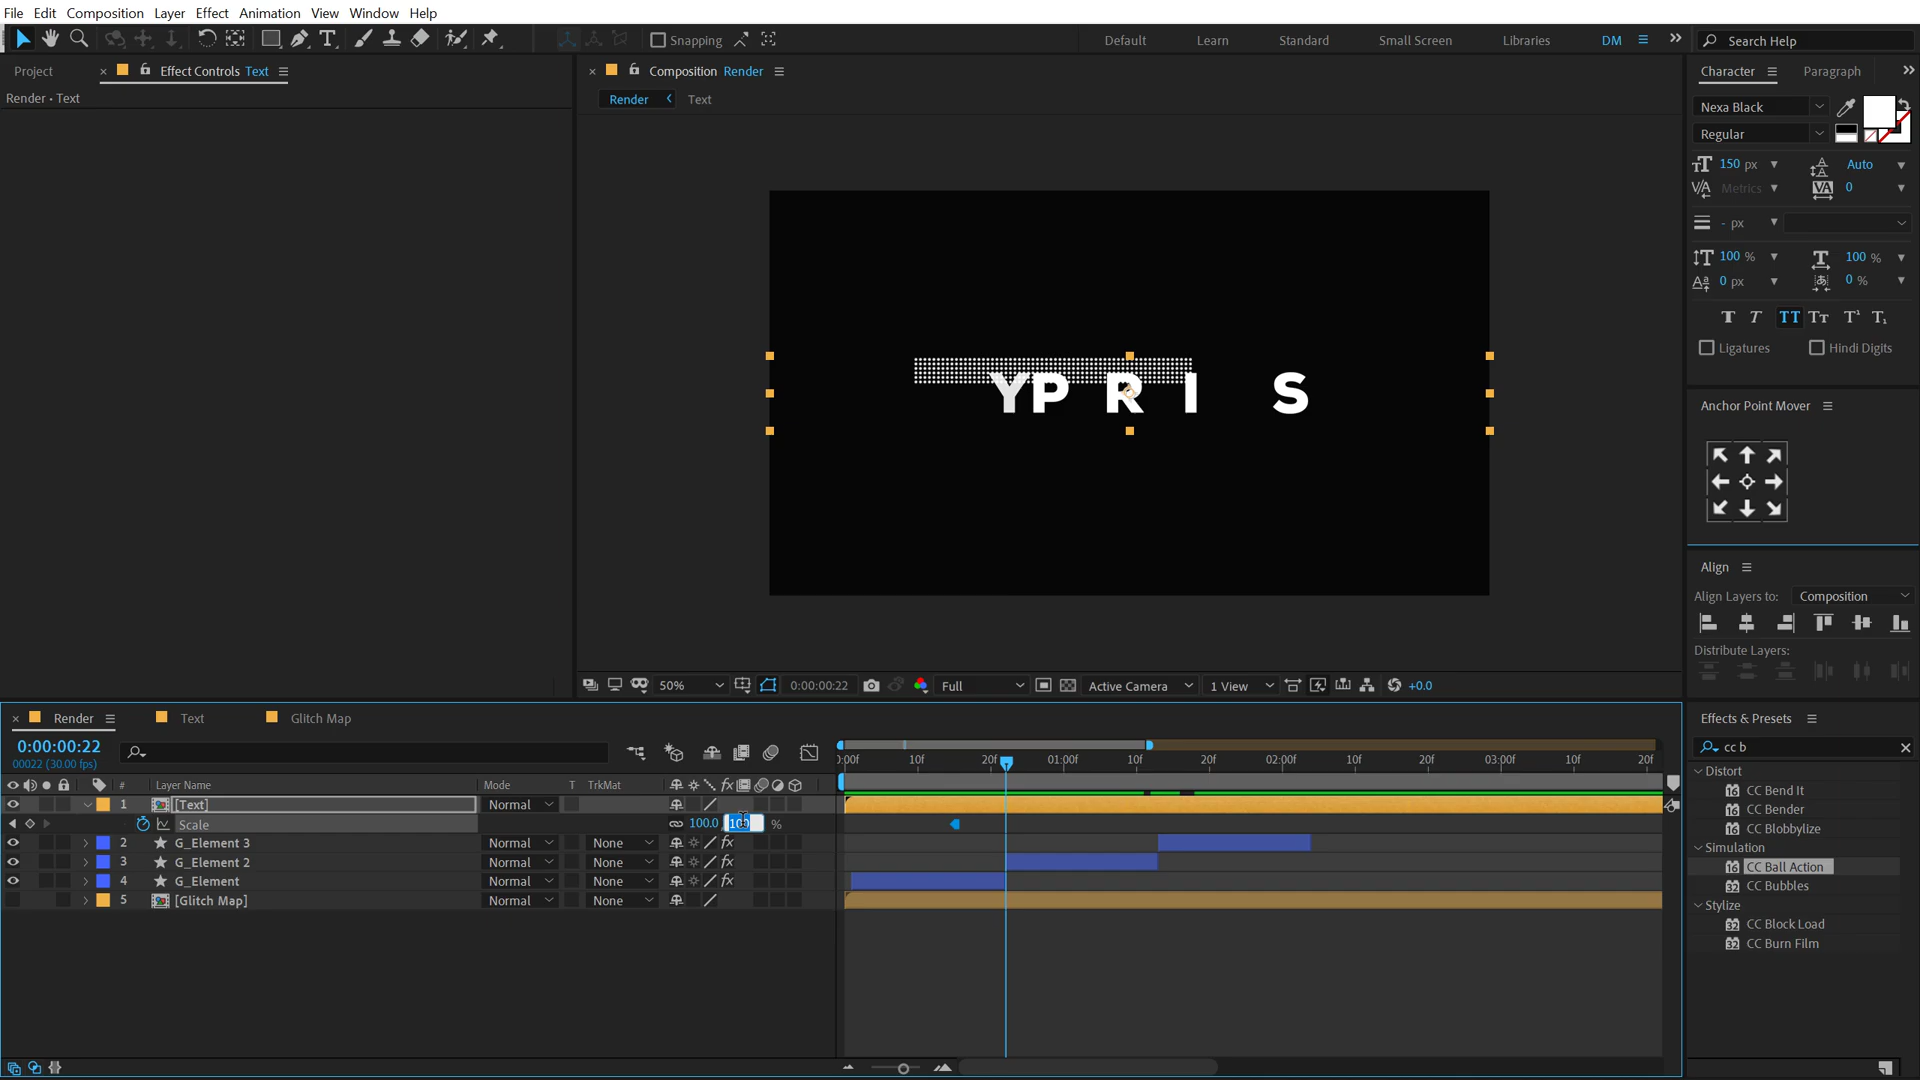 File Edit Composition Layer Effect Animation View Window Help
Snapping Default Learn Standard Small Screen Libraries DM Search Help
Project Effect Controls Text
Render • Text
Composition Render
Render Text
YP R I S
50% 0:00:00:22 Full Active Camera 1 View +0.0
Character Paragraph
Nexa Black
Regular
150 px Auto
Metrics 0
- px
100 % 100 %
0 px 0 %
T T TT Tт T¹ T₁
Ligatures Hindi Digits
Anchor Point Mover
Align
Align Layers to: Composition
Distribute Layers:
Effects & Presets
cc b
Distort
CC Bend It
CC Bender
CC Blobbylize
Simulation
CC Ball Action
CC Bubbles
Stylize
CC Block Load
CC Burn Film
Render Text Glitch Map
0:00:00:22
00022 (30.00 fps)
:00f 10f 20f 01:00f 10f 20f 02:00f 10f 20f 03:00f 10f 20f
# Layer Name Mode T TrkMat
1 [Text] Normal
Scale 100.0, 100 %
2 G_Element 3 Normal None
3 G_Element 2 Normal None
4 G_Element Normal None
5 [Glitch Map] Normal None